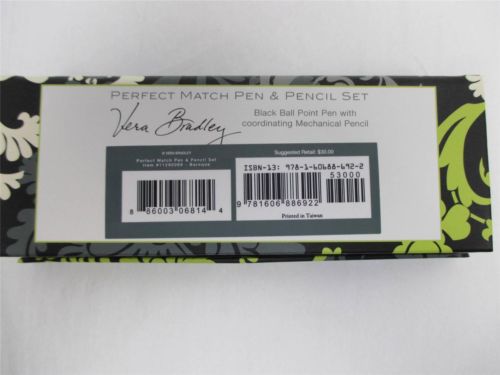 PERFECT MATCH PEN & PENCIL SET
Vera Bradley
Black Ball Point Pen with
coordinating Mechanical Pencil
© VERA BRADLEY
Perfect Match Pen & Pencil Set
Suggested Retail: $30.00
ISBN-13: 978-1-60688-692-2
53000
8 86003 06814 4
9 781606 886922
Printed in Taiwan